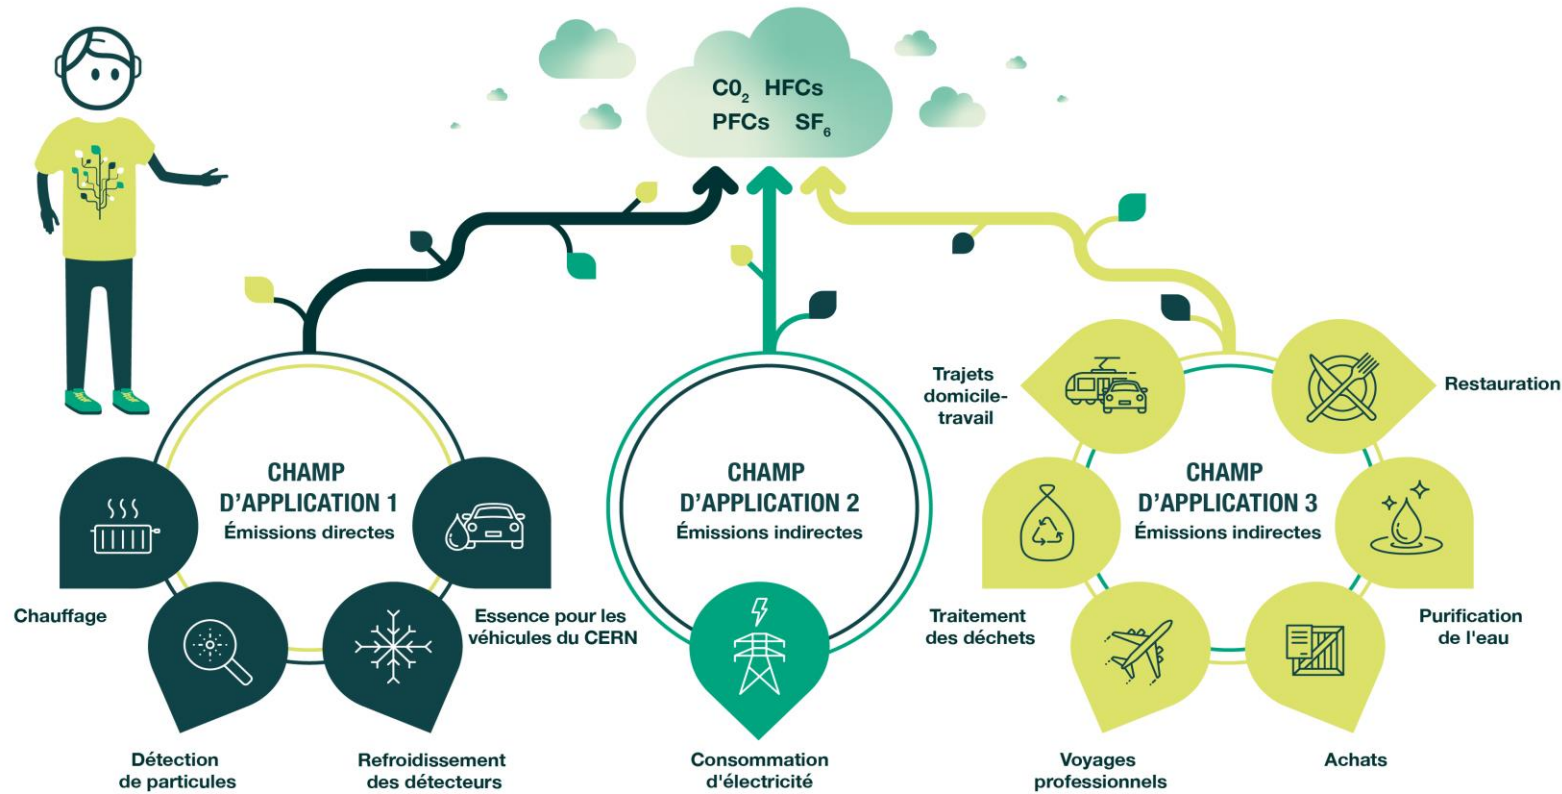 CO₂ HFCs
PFCs SF₆
CHAMP
D'APPLICATION 1
Émissions directes
Chauffage
Détection
de particules
Refroidissement
des détecteurs
Essence pour les
véhicules du CERN
CHAMP
D'APPLICATION 2
Émissions indirectes
Consommation
d'électricité
CHAMP
D'APPLICATION 3
Émissions indirectes
Trajets
domicile-
travail
Restauration
Traitement
des déchets
Purification
de l'eau
Voyages
professionnels
Achats